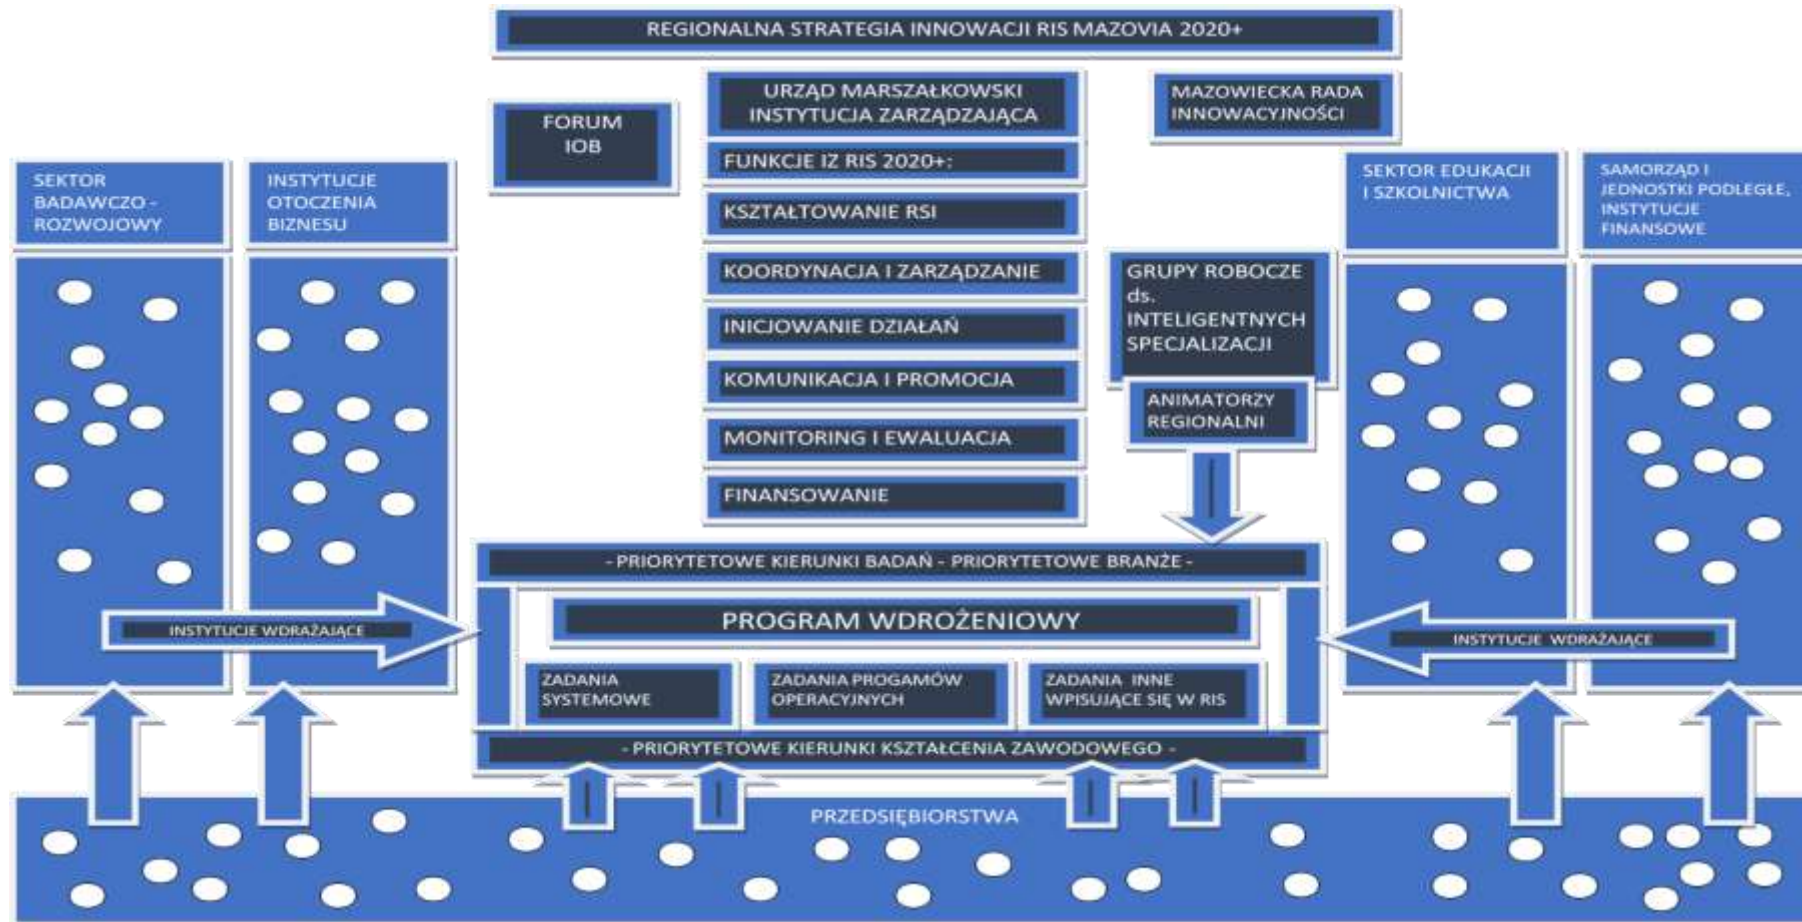 REGIONALNA STRATEGIA INNOWACJI RIS MAZOVIA 2020+
FORUM
IOB
URZĄD MARSZAŁKOWSKI
INSTYTUCJA ZARZĄDZAJĄCA
MAZOWIECKA RADA
INNOWACYJNOŚCI
FUNKCJE IZ RIS 2020+:
KSZTAŁTOWANIE RSI
KOORDYNACJA I ZARZĄDZANIE
INICJOWANIE DZIAŁAŃ
KOMUNIKACJA I PROMOCJA
MONITORING I EWALUACJA
FINANSOWANIE
SEKTOR
BADAWCZO -
ROZWOJOWY
INSTYTUCJE
OTOCZENIA
BIZNESU
GRUPY ROBOCZE
ds.
INTELIGENTNYCH
SPECJALIZACJI
ANIMATORZY
REGIONALNI
SEKTOR EDUKACJI
I SZKOLNICTWA
SAMORZĄD I
JEDNOSTKI PODLEGŁE,
INSTYTUCJE
FINANSOWE
- PRIORYTETOWE KIERUNKI BADAŃ - PRIORYTETOWE BRANŻE -
PROGRAM WDROŻENIOWY
INSTYTUCJE WDRAŻAJĄCE
INSTYTUCJE WDRAŻAJĄCE
ZADANIA
SYSTEMOWE
ZADANIA PROGAMÓW
OPERACYJNYCH
ZADANIA INNE
WPISUJĄCE SIĘ W RIS
- PRIORYTETOWE KIERUNKI KSZTAŁCENIA ZAWODOWEGO -
PRZEDSIĘBIORSTWA